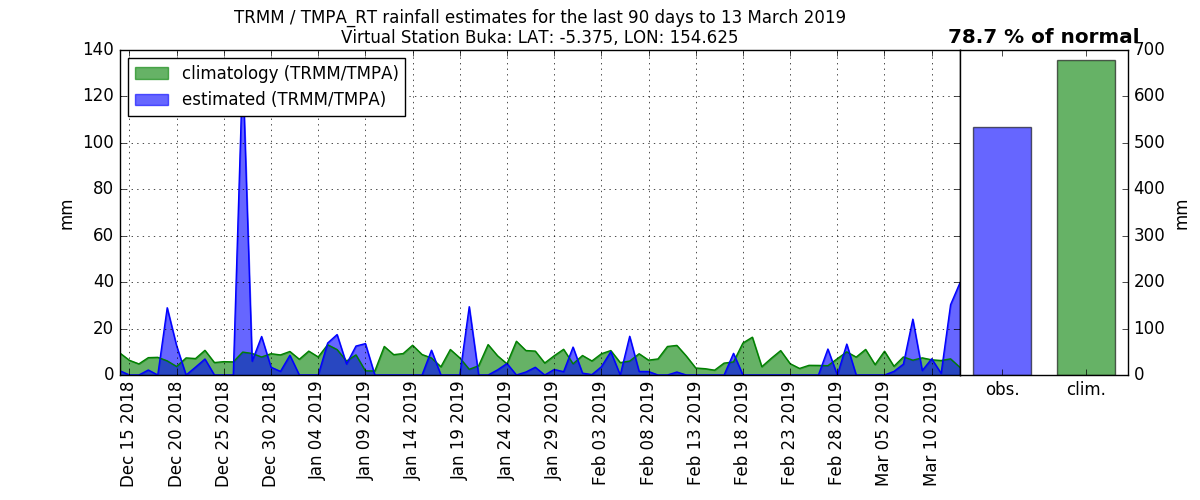 TRMM / TMPA_RT rainfall estimates for the last 90 days to 13 March 2019
Virtual Station Buka: LAT: -5.375, LON: 154.625
78.7 % of normal
climatology (TRMM/TMPA)
estimated (TRMM/TMPA)
140
120
100
80
60
40
20
0
mm
700
600
500
400
300
200
100
0
mm
obs.
clim.
Dec 15 2018
Dec 20 2018
Dec 25 2018
Dec 30 2018
Jan 04 2019
Jan 09 2019
Jan 14 2019
Jan 19 2019
Jan 24 2019
Jan 29 2019
Feb 03 2019
Feb 08 2019
Feb 13 2019
Feb 18 2019
Feb 23 2019
Feb 28 2019
Mar 05 2019
Mar 10 2019